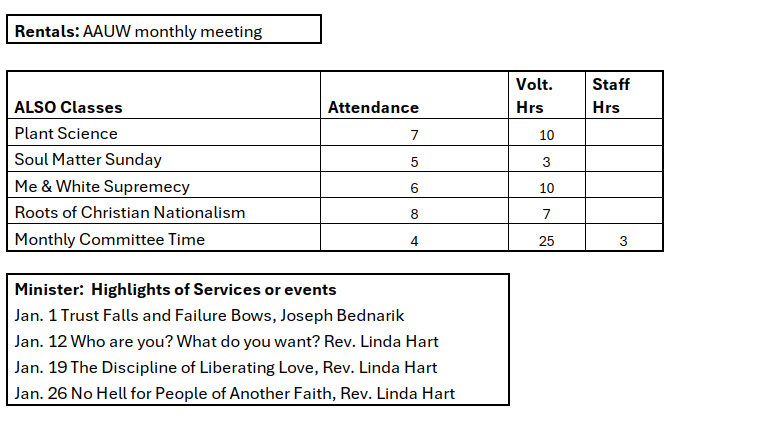 Rentals: AAUW monthly meeting
Volt. Staff
ALSO Classes Attendance Hrs Hrs
Plant Science 7 10
Soul Matter Sunday 5 3
Me & White Supremecy 6 10
Roots of Christian Nationalism 8 7
Monthly Committee Time 4 25 3
Minister: Highlights of Services or events
Jan. 1 Trust Falls and Failure Bows, Joseph Bednarik
Jan. 12 Who are you? What do you want? Rev. Linda Hart
Jan. 19 The Discipline of Liberating Love, Rev. Linda Hart
Jan. 26 No Hell for People of Another Faith, Rev. Linda Hart